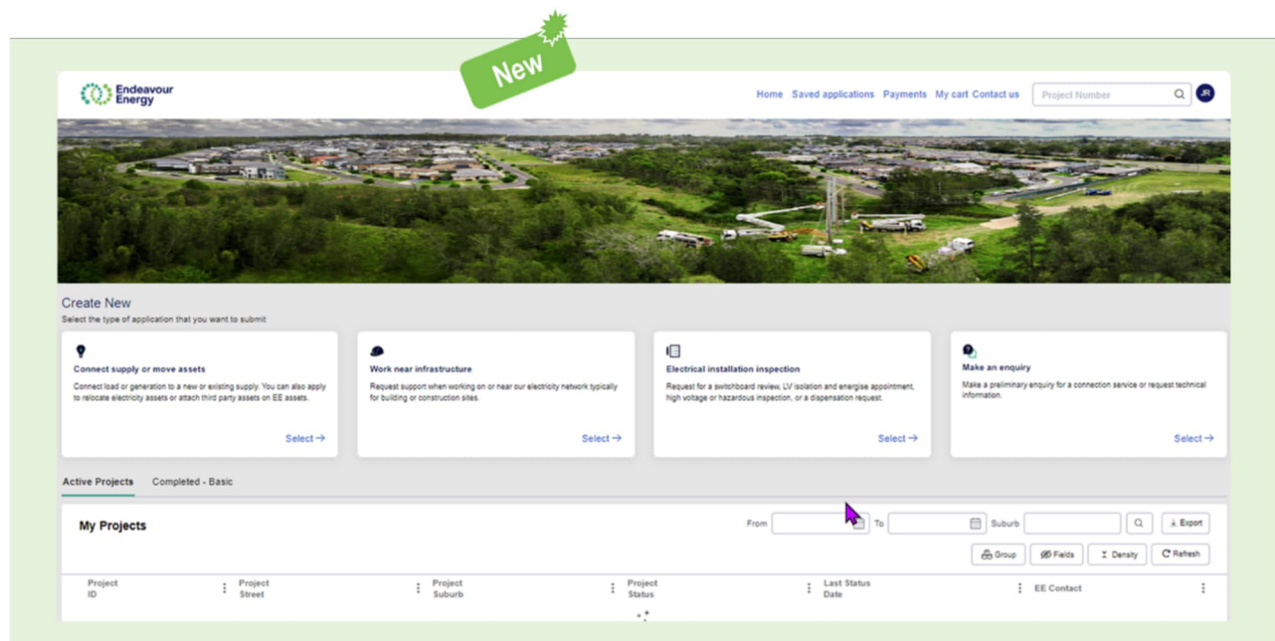 New
Endeavour
Energy
Home Saved applications Payments My cart Contact us Project Number JR
Create New
Select the type of application that you want to submit
Connect supply or move assets
Connect load or generation to a new or existing supply. You can also apply
to relocate electricity assets or attach third party assets on EE assets.
Select →
Work near infrastructure
Request support when working on or near our electricity network typically
for building or construction sites.
Select →
Electrical installation inspection
Request for a switchboard review, LV isolation and energise appointment,
high voltage or hazardous inspection, or a dispensation request.
Select →
Make an enquiry
Make a preliminary enquiry for a connection service or request technical
information.
Select →
Active Projects Completed - Basic
My Projects From To Suburb Export
Group Fields Density Refresh
Project
ID
Project
Street
Project
Suburb
Project
Status
Last Status
Date
EE Contact